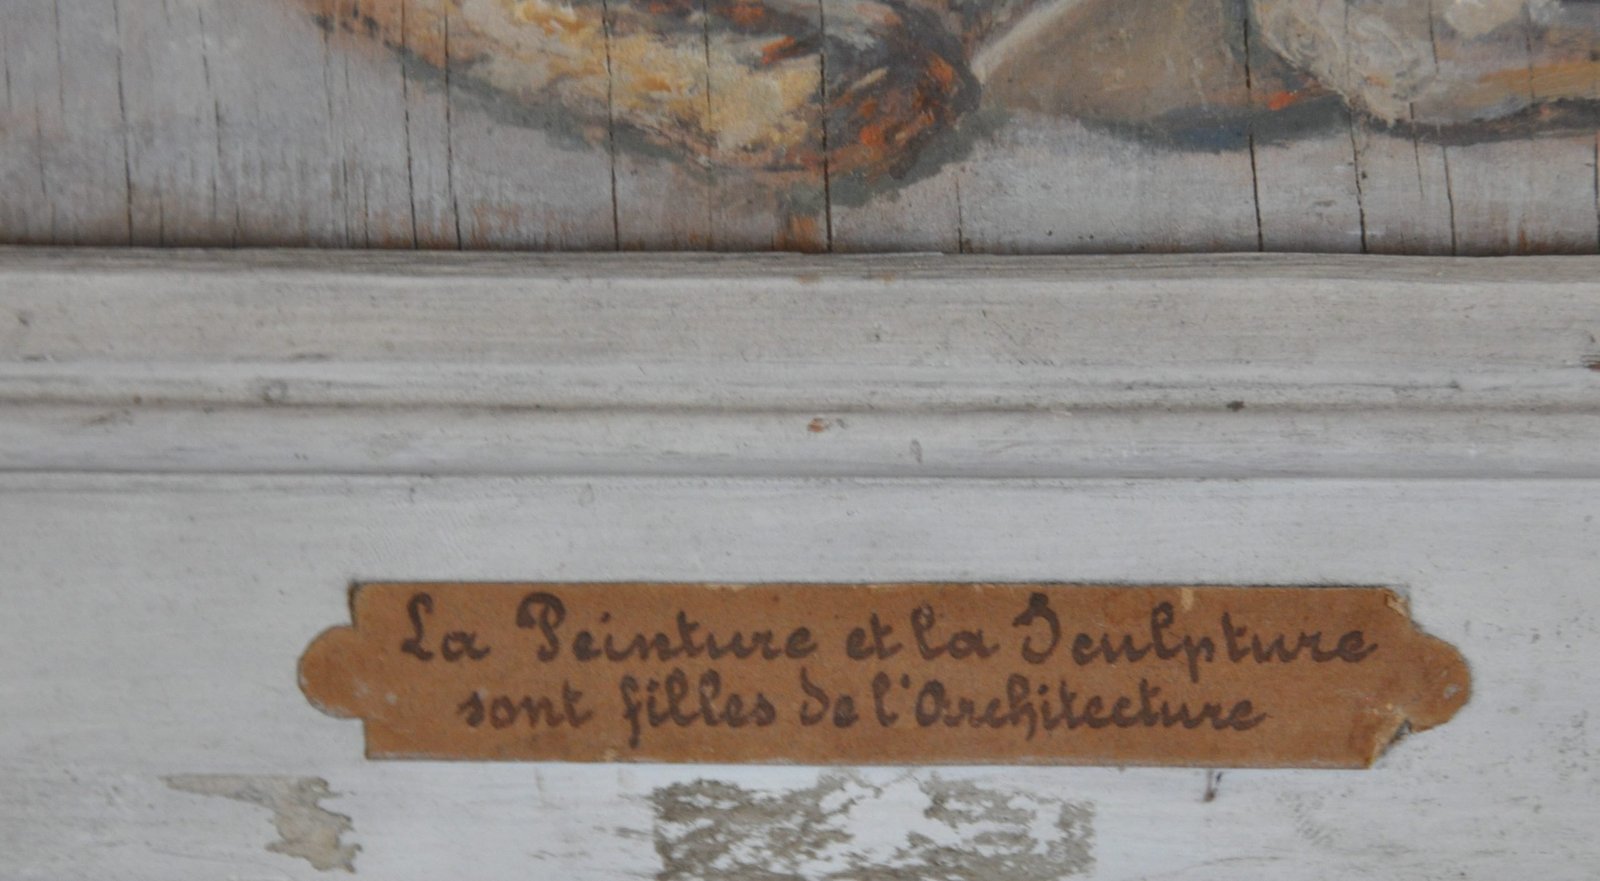 La Peinture et la Sculpture
sont filles de l'Architecture